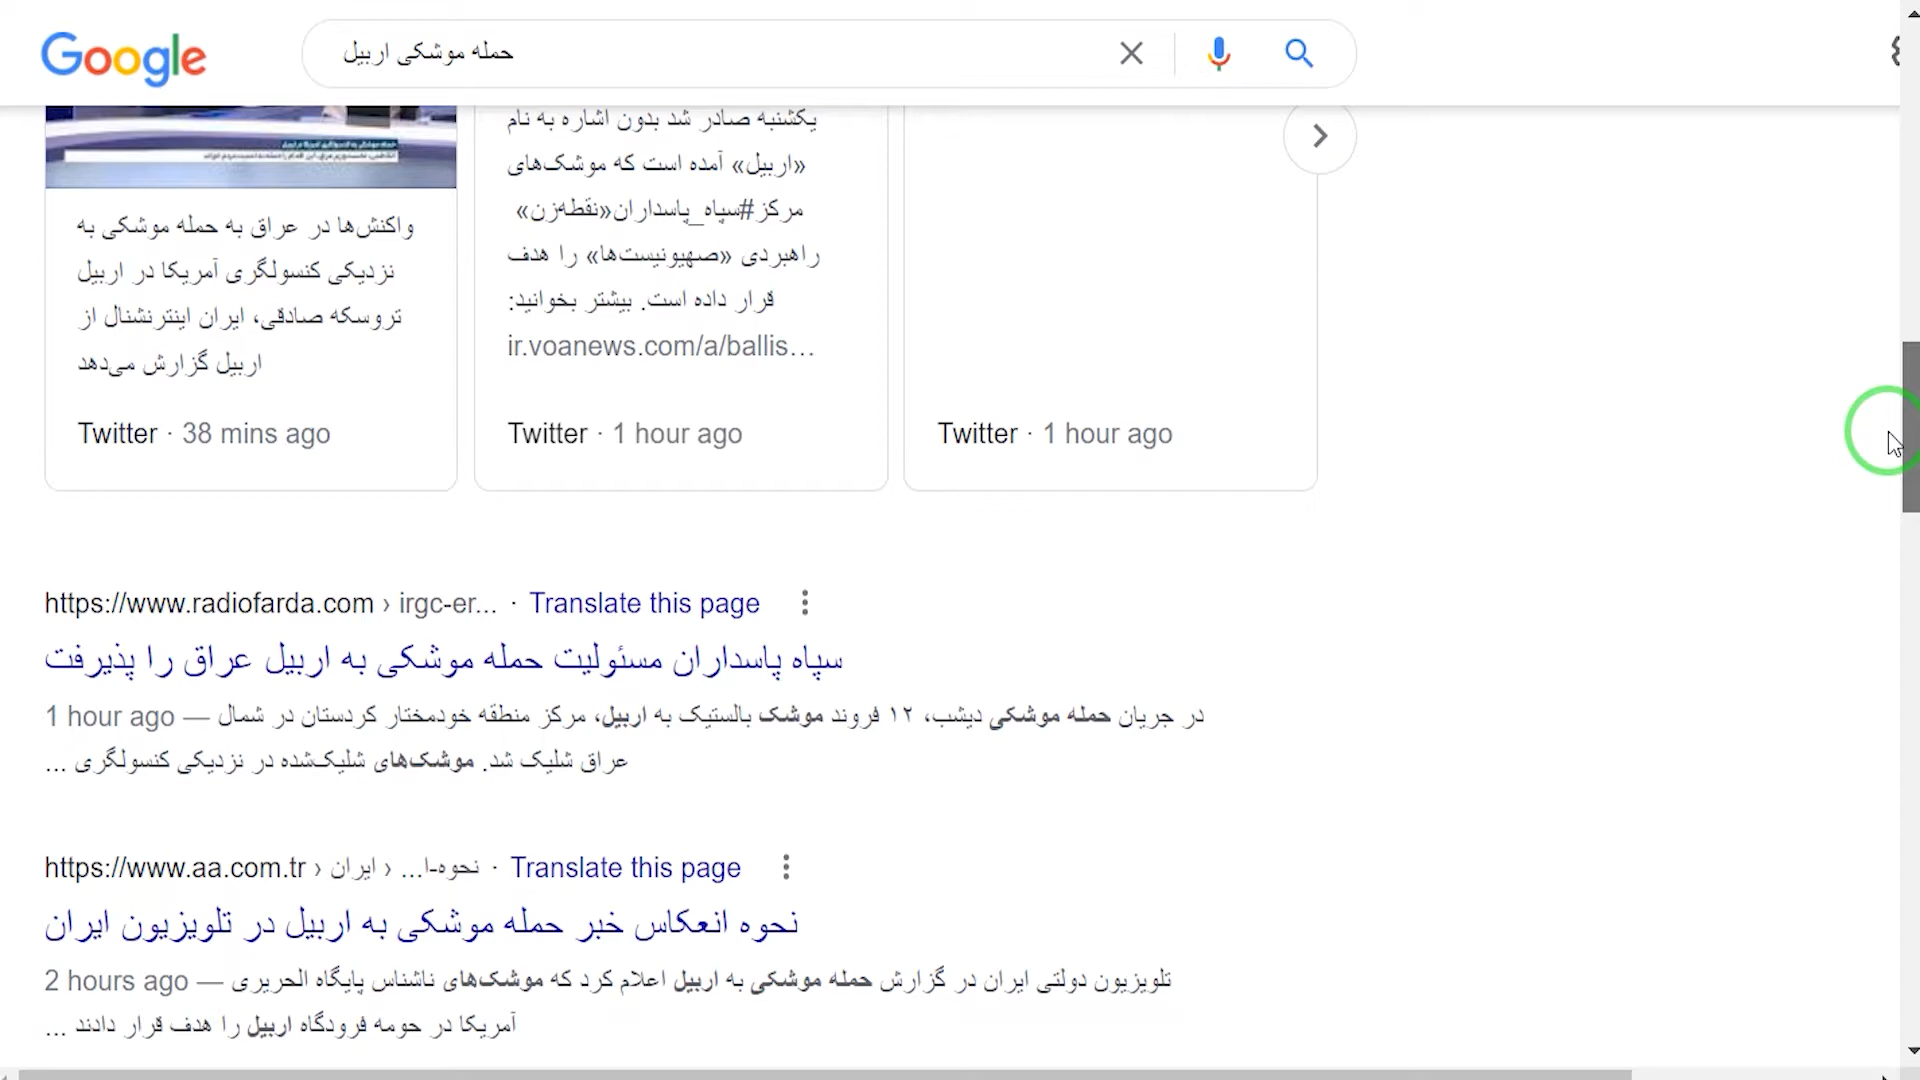 Google
حمله موشکی اربیل
واکنش‌ها در عراق به حمله موشکی به
نزدیکی کنسولگری آمریکا در اربیل
تروسکه صادقی، ایران اینترنشنال از
اربیل گزارش می‌دهد
Twitter · 38 mins ago
یکشنبه صادر شد بدون اشاره به نام
«اربیل» آمده است که موشک‌های
«نقطه‌زن»#سپاه_پاسداران مرکز
راهبردی «صهیونیست‌ها» را هدف
قرار داده است. بیشتر بخوانید:
ir.voanews.com/a/ballis...
Twitter · 1 hour ago
Twitter · 1 hour ago
https://www.radiofarda.com › irgc-er... · Translate this page
سپاه پاسداران مسئولیت حمله موشکی به اربیل عراق را پذیرفت
1 hour ago — در جریان حمله موشکی دیشب، ۱۲ فروند موشک بالستیک به اربیل، مرکز منطقه خودمختار کردستان در شمال
عراق شلیک شد. موشک‌های شلیک‌شده در نزدیکی کنسولگری ...
https://www.aa.com.tr › ایران › نحوه-ا... · Translate this page
نحوه انعکاس خبر حمله موشکی به اربیل در تلویزیون ایران
2 hours ago — تلویزیون دولتی ایران در گزارش حمله موشکی به اربیل اعلام کرد که موشک‌های ناشناس پایگاه الحریری
آمریکا در حومه فرودگاه اربیل را هدف قرار دادند ...